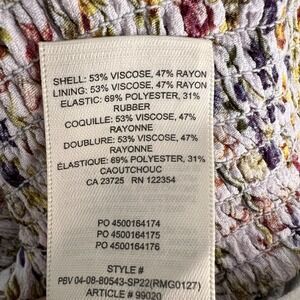 SHELL: 53% VISCOSE, 47% RAYON
LINING: 53% VISCOSE, 47% RAYON
ELASTIC: 69% POLYESTER, 31%
RUBBER
COQUILLE: 53% VISCOSE, 47%
RAYONNE
DOUBLURE: 53% VISCOSE, 47%
RAYONNE
ÉLASTIQUE: 69% POLYESTER, 31%
CAOUTCHOUC
CA 23725 RN 122354
PO 4500164174
PO 4500164175
PO 4500164176
STYLE #
PBV 04-08-80543-SP22(RMG0127)
ARTICLE # 99020